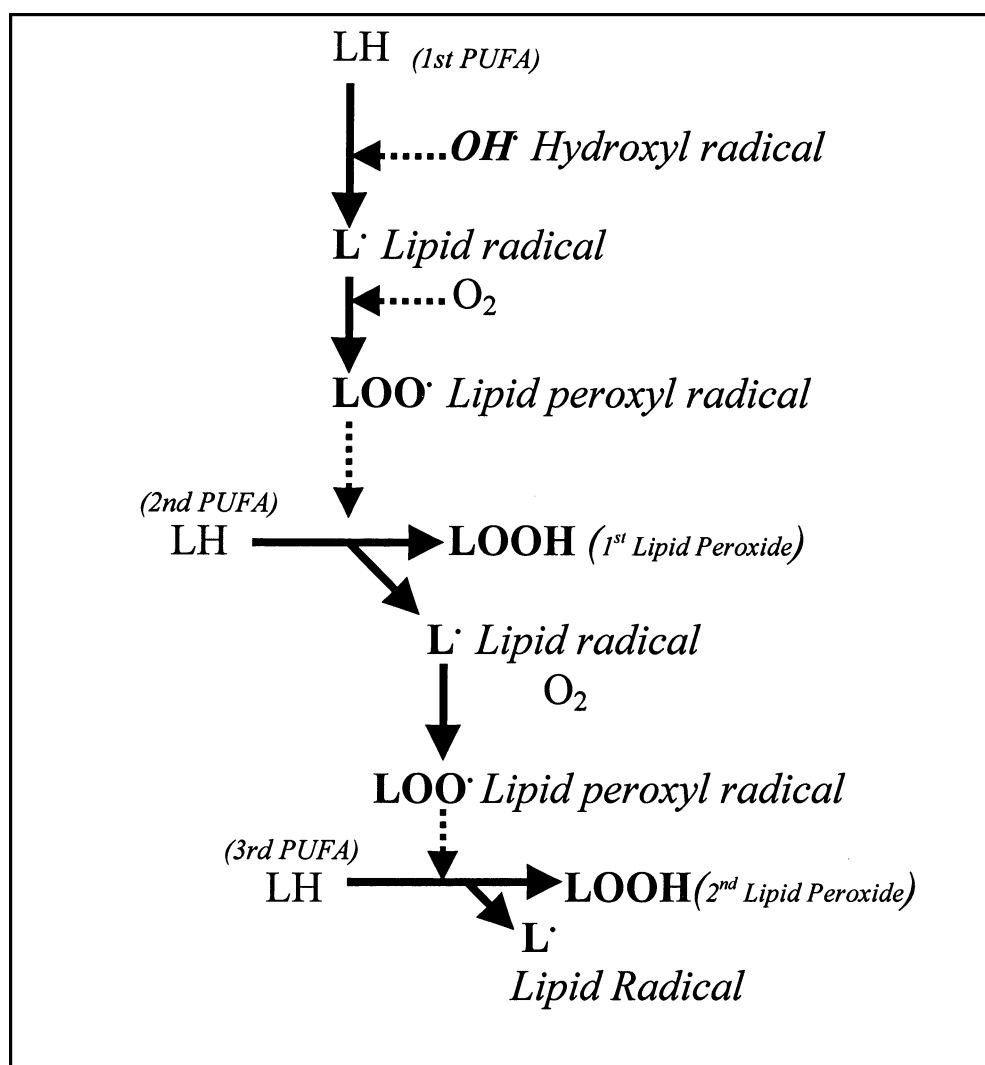 LH (1st PUFA)
OH· Hydroxyl radical
L· Lipid radical
O₂
LOO· Lipid peroxyl radical
(2nd PUFA)
LH LOOH (1st Lipid Peroxide)
L· Lipid radical
O₂
LOO· Lipid peroxyl radical
(3rd PUFA)
LH LOOH (2nd Lipid Peroxide)
L·
Lipid Radical